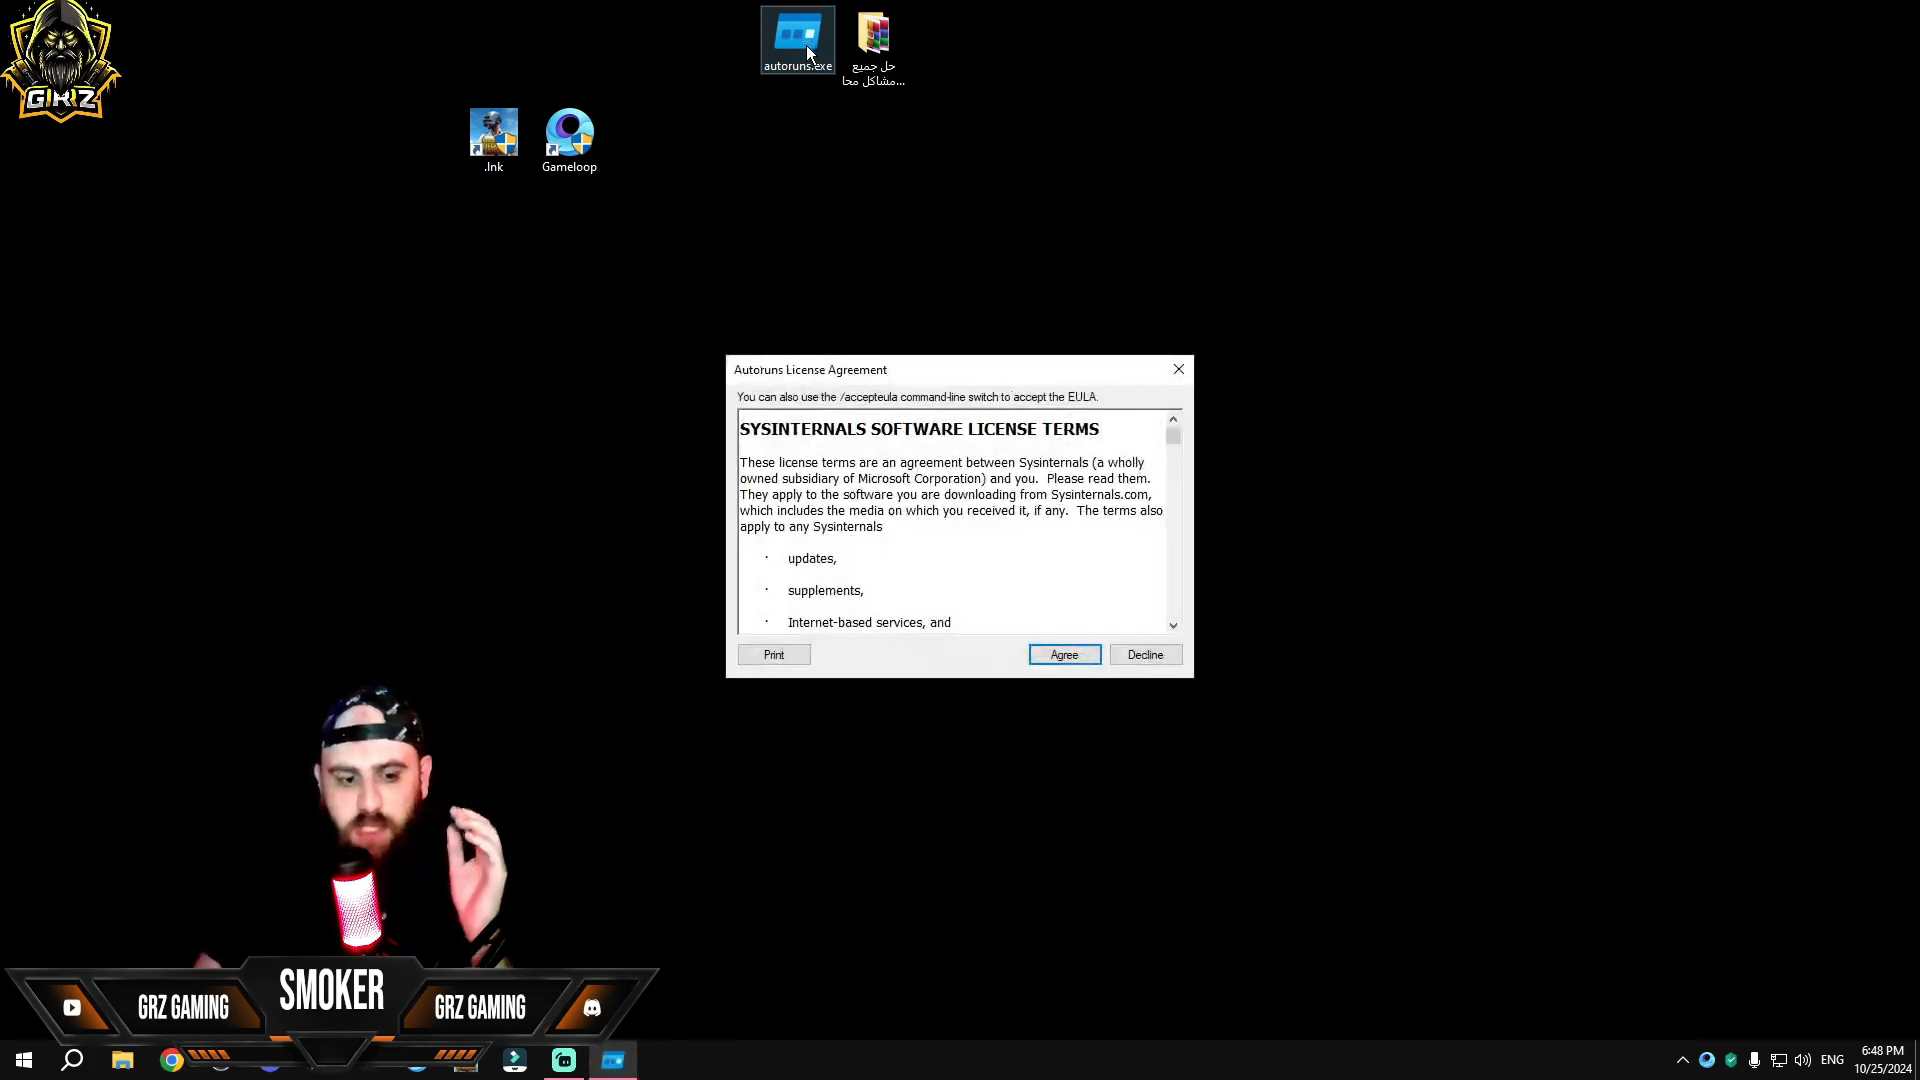 GRZ
autoruns.exe
حل جميع
مشاكل محا...
.lnk
Gameloop
Autoruns License Agreement
You can also use the /accepteula command-line switch to accept the EULA.
SYSINTERNALS SOFTWARE LICENSE TERMS
These license terms are an agreement between Sysinternals (a wholly
owned subsidiary of Microsoft Corporation) and you.  Please read them.
They apply to the software you are downloading from Sysinternals.com,
which includes the media on which you received it, if any.  The terms also
apply to any Sysinternals
· updates,
· supplements,
· Internet-based services, and
Print
Agree
Decline
SMOKER
GRZ GAMING
GRZ GAMING
ENG
6:48 PM
10/25/2024